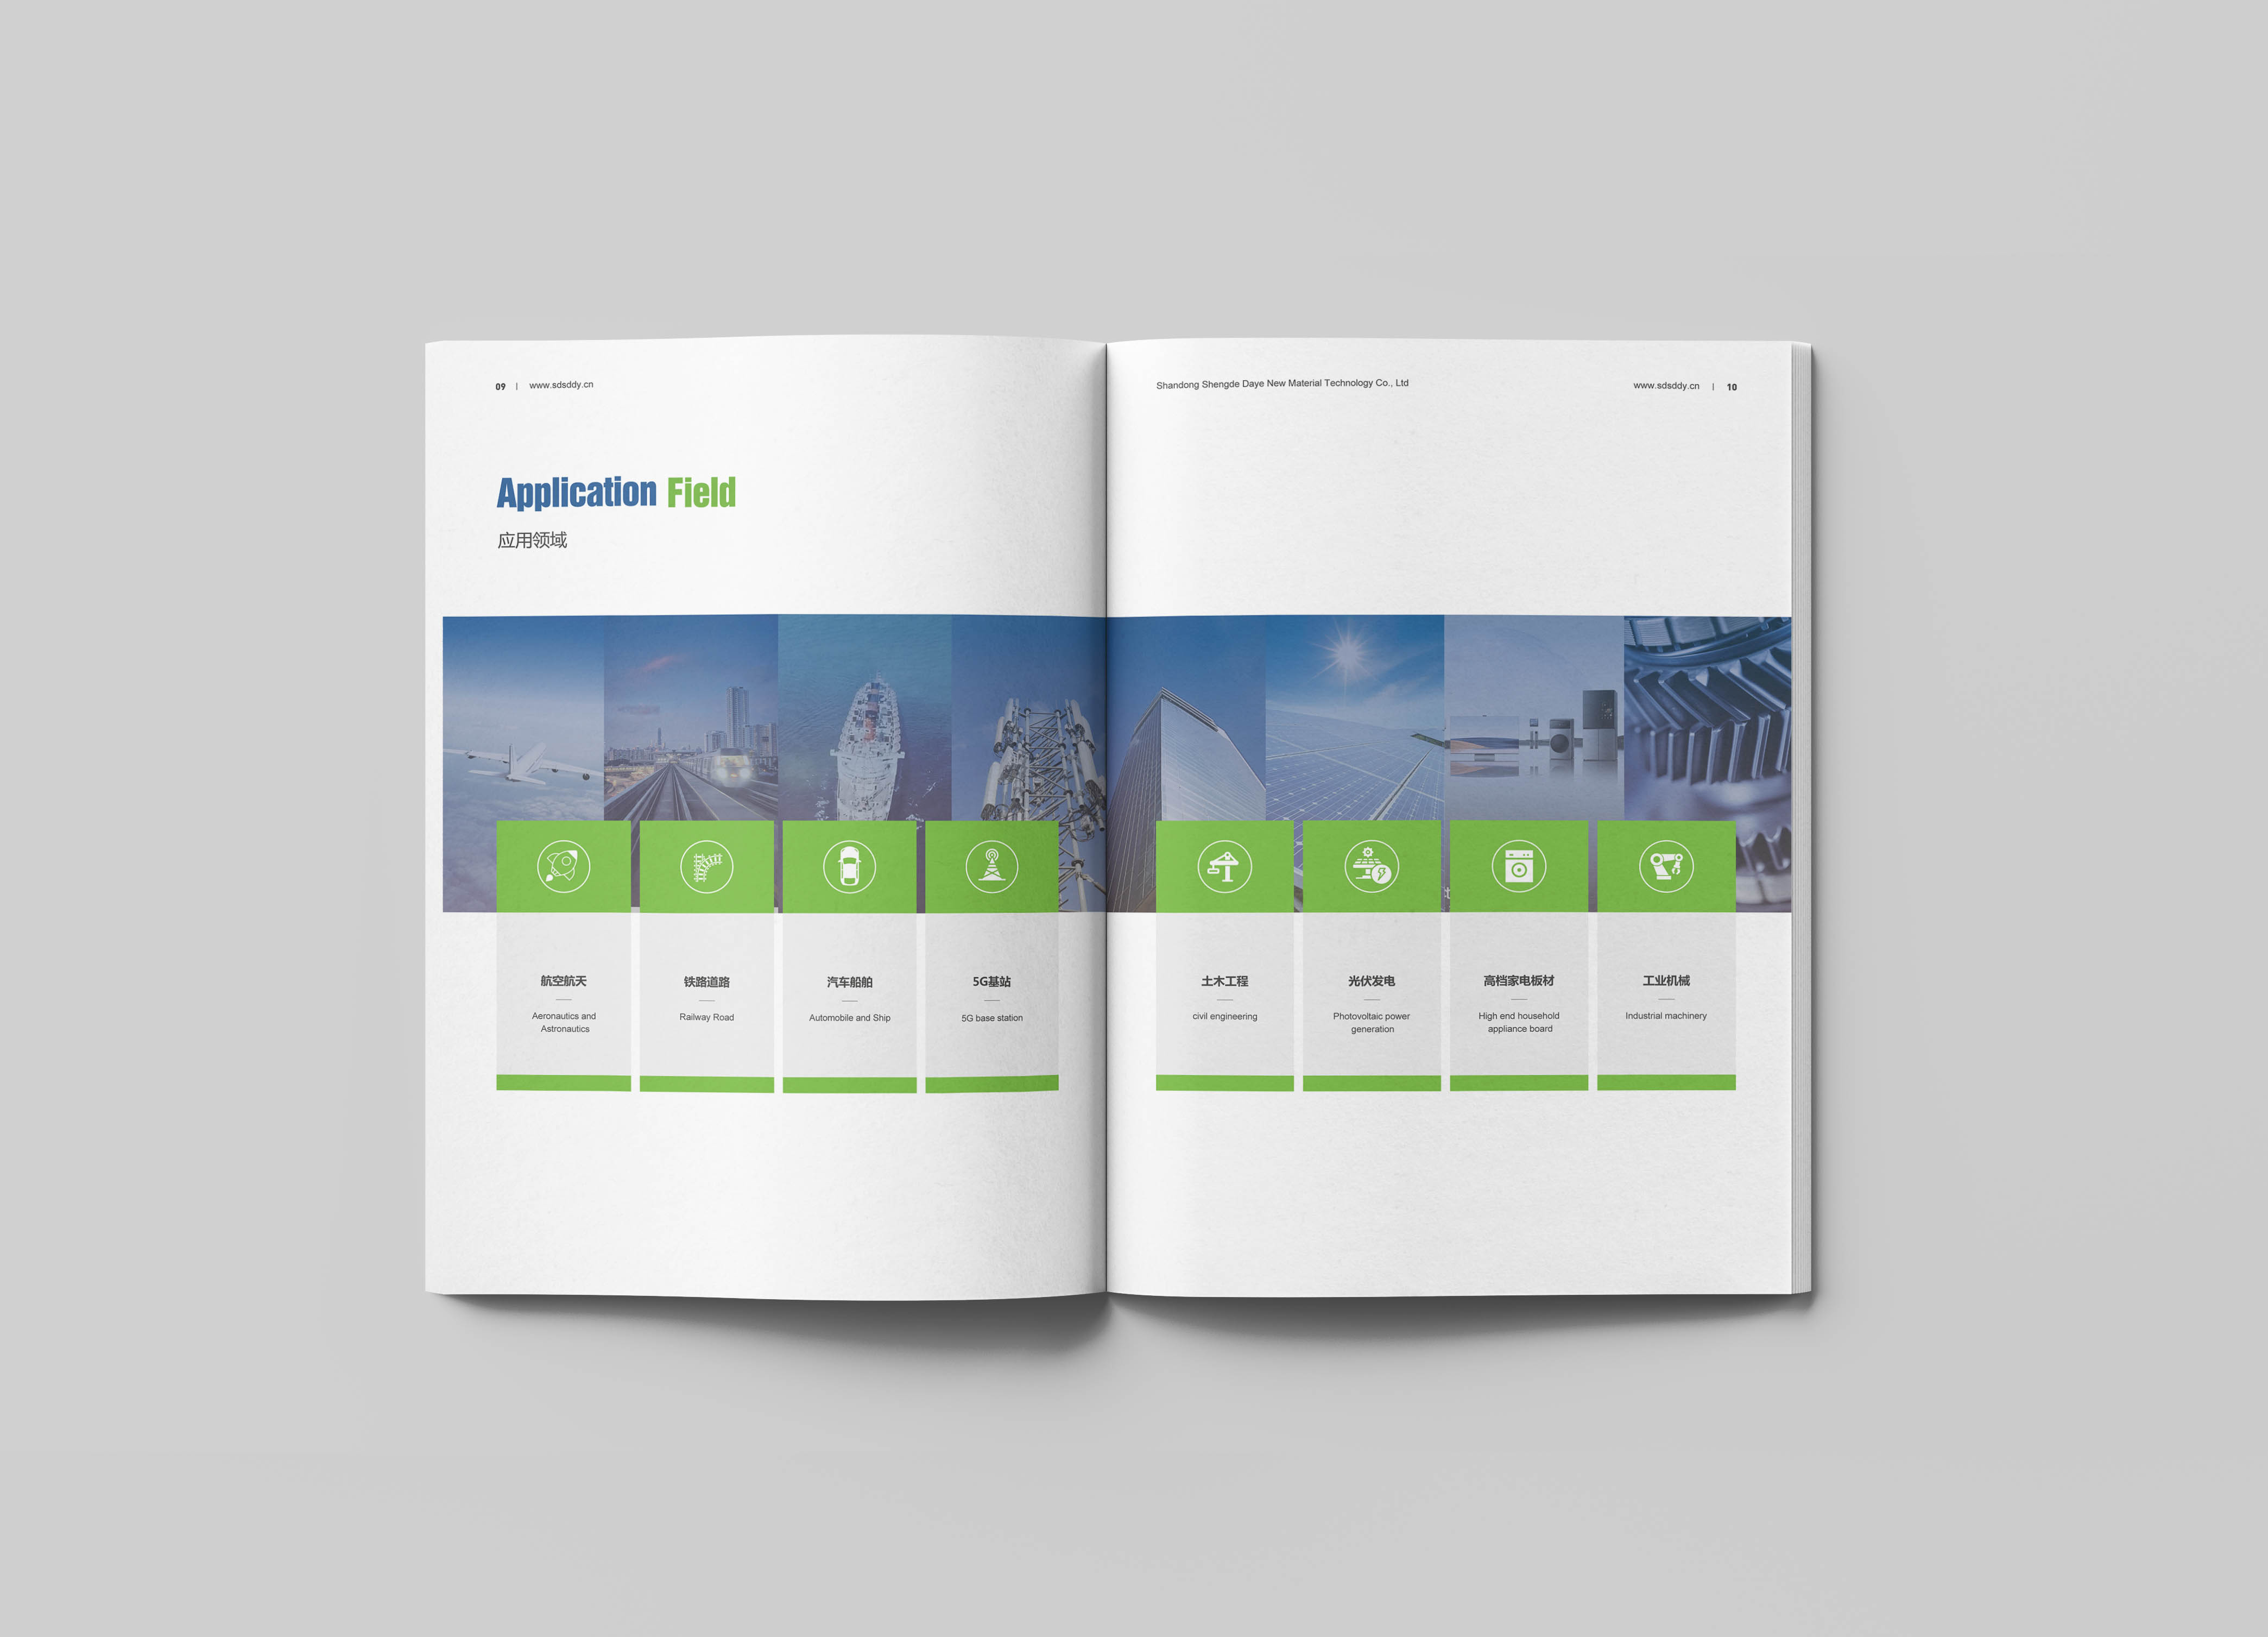 09 | www.sdsddy.cn
Shandong Shengde Daye New Material Technology Co., Ltd
www.sdsddy.cn | 10
Application Field
应用领域
航空航天
Aeronautics and
Astronautics
铁路道路
Railway Road
汽车船舶
Automobile and Ship
5G基站
5G base station
土木工程
civil engineering
光伏发电
Photovoltaic power
generation
高档家电板材
High end household
appliance board
工业机械
Industrial machinery